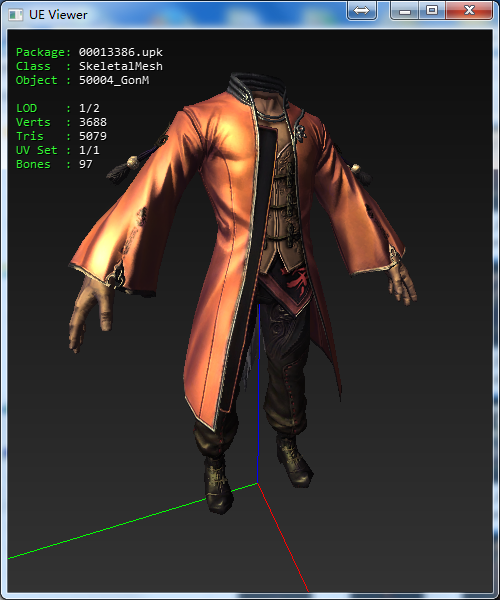 UE Viewer
Package: 00013386.upk
Class : SkeletalMesh
Object : 50004_GonM
LOD : 1/2
Verts : 3688
Tris : 5079
UV Set : 1/1
Bones : 97